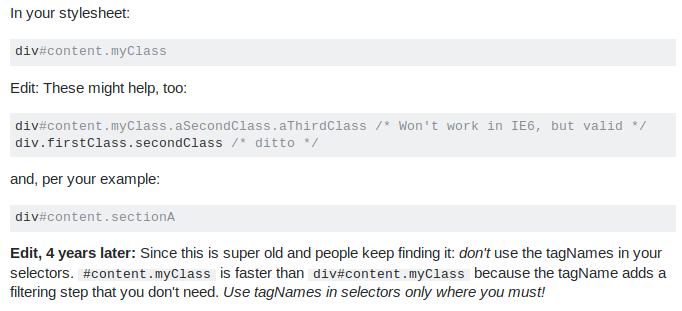 In your stylesheet:
div#content.myClass
Edit: These might help, too:
div#content.myClass.aSecondClass.aThirdClass /* Won't work in IE6, but valid */
div.firstClass.secondClass /* ditto */
and, per your example:
div#content.sectionA
Edit, 4 years later: Since this is super old and people keep finding it: don't use the tagNames in your
selectors. #content.myClass is faster than div#content.myClass because the tagName adds a
filtering step that you don't need. Use tagNames in selectors only where you must!